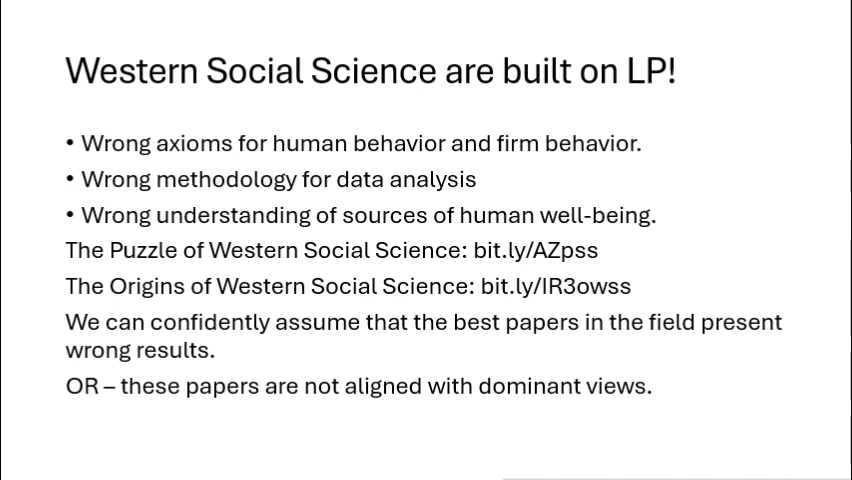 Western Social Science are built on LP!
• Wrong axioms for human behavior and firm behavior.
• Wrong methodology for data analysis
• Wrong understanding of sources of human well-being.
The Puzzle of Western Social Science: bit.ly/AZpss
The Origins of Western Social Science: bit.ly/IR3owss
We can confidently assume that the best papers in the field present
wrong results.
OR – these papers are not aligned with dominant views.